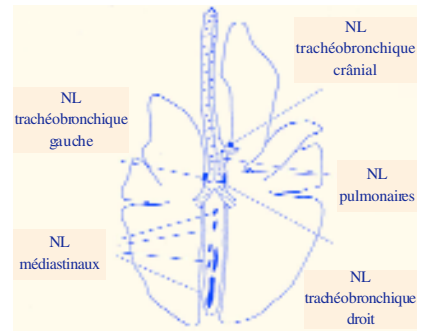 NL
trachéobronchique
crânial
NL
trachéobronchique
gauche
NL
pulmonaires
NL
médiastinaux
NL
trachéobronchique
droit